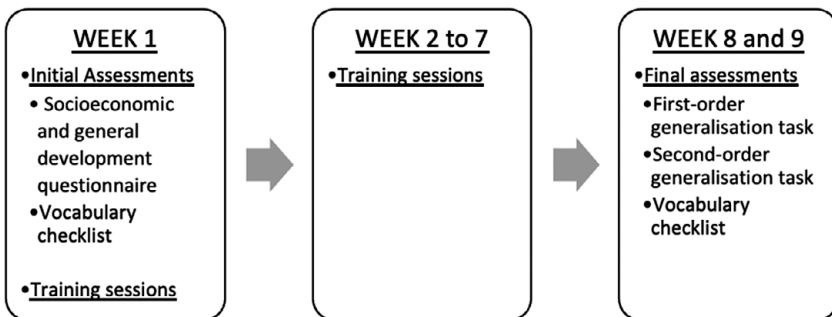 WEEK 1
•Initial Assessments
• Socioeconomic
and general
development
questionnaire
•Vocabulary
checklist
•Training sessions
WEEK 2 to 7
•Training sessions
WEEK 8 and 9
•Final assessments
•First-order
generalisation task
•Second-order
generalisation task
•Vocabulary
checklist